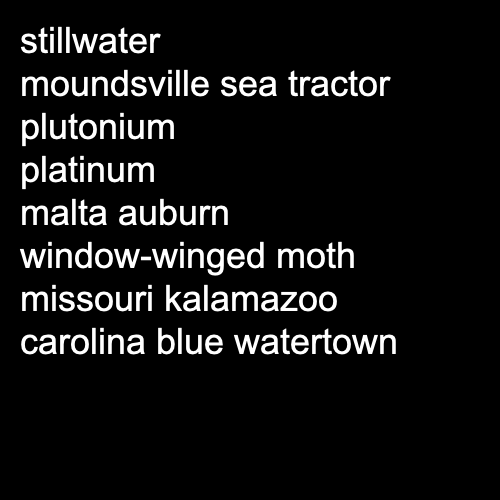 stillwater
moundsville sea tractor
plutonium
platinum
malta auburn
window-winged moth
missouri kalamazoo
carolina blue watertown